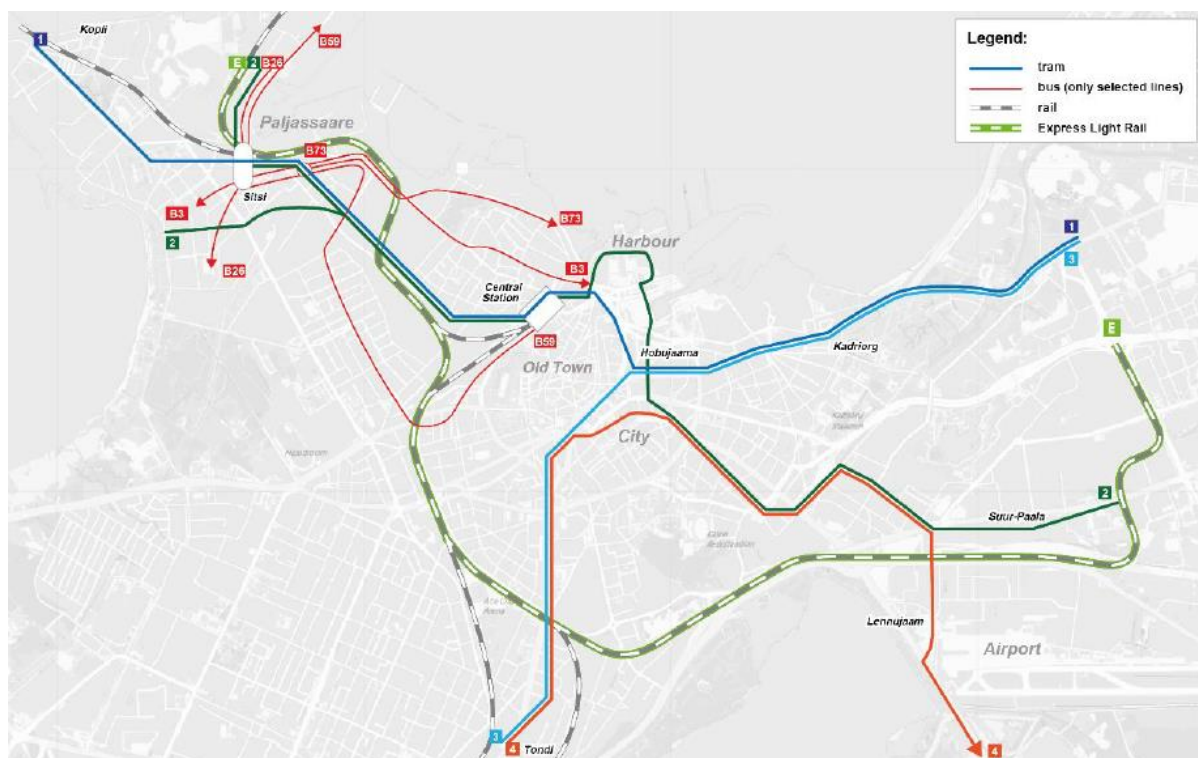 Kopli
1
B59
E
2
B26
Paljassaare
B73
Sitsi
B3
2
B26
B73
Harbour
B3
Central
Station
B59
Old Town
Hobujaama
Kadriorg
1
3
E
City
2
Suur-Paala
Lennujaam
Airport
3
4
Tondi
4
Legend:
tram
bus (only selected lines)
rail
Express Light Rail